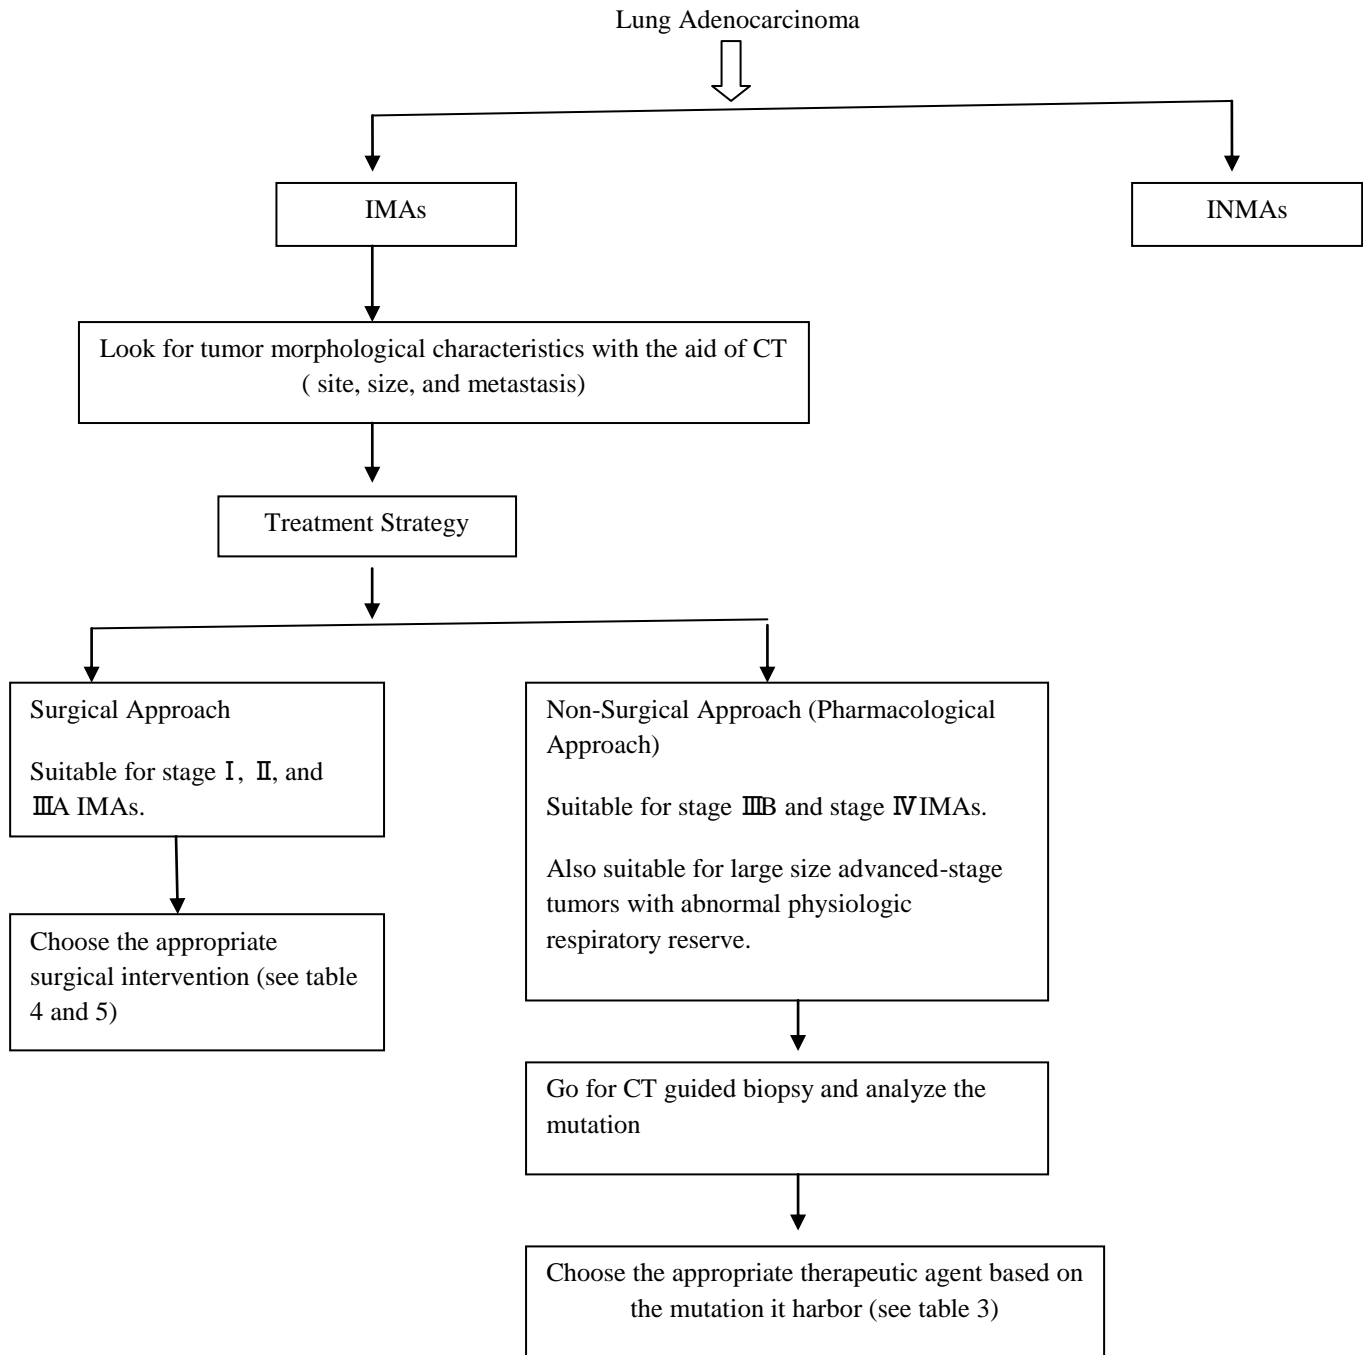 Lung Adenocarcinoma
IMAs
INMAs
Look for tumor morphological characteristics with the aid of CT
( site, size, and metastasis)
Treatment Strategy
Surgical Approach
Suitable for stage Ⅰ, Ⅱ, and
ⅢA IMAs.
Non-Surgical Approach (Pharmacological
Approach)
Suitable for stage ⅢB and stage Ⅳ IMAs.
Also suitable for large size advanced-stage
tumors with abnormal physiologic
respiratory reserve.
Choose the appropriate
surgical intervention (see table
4 and 5)
Go for CT guided biopsy and analyze the
mutation
Choose the appropriate therapeutic agent based on
the mutation it harbor (see table 3)